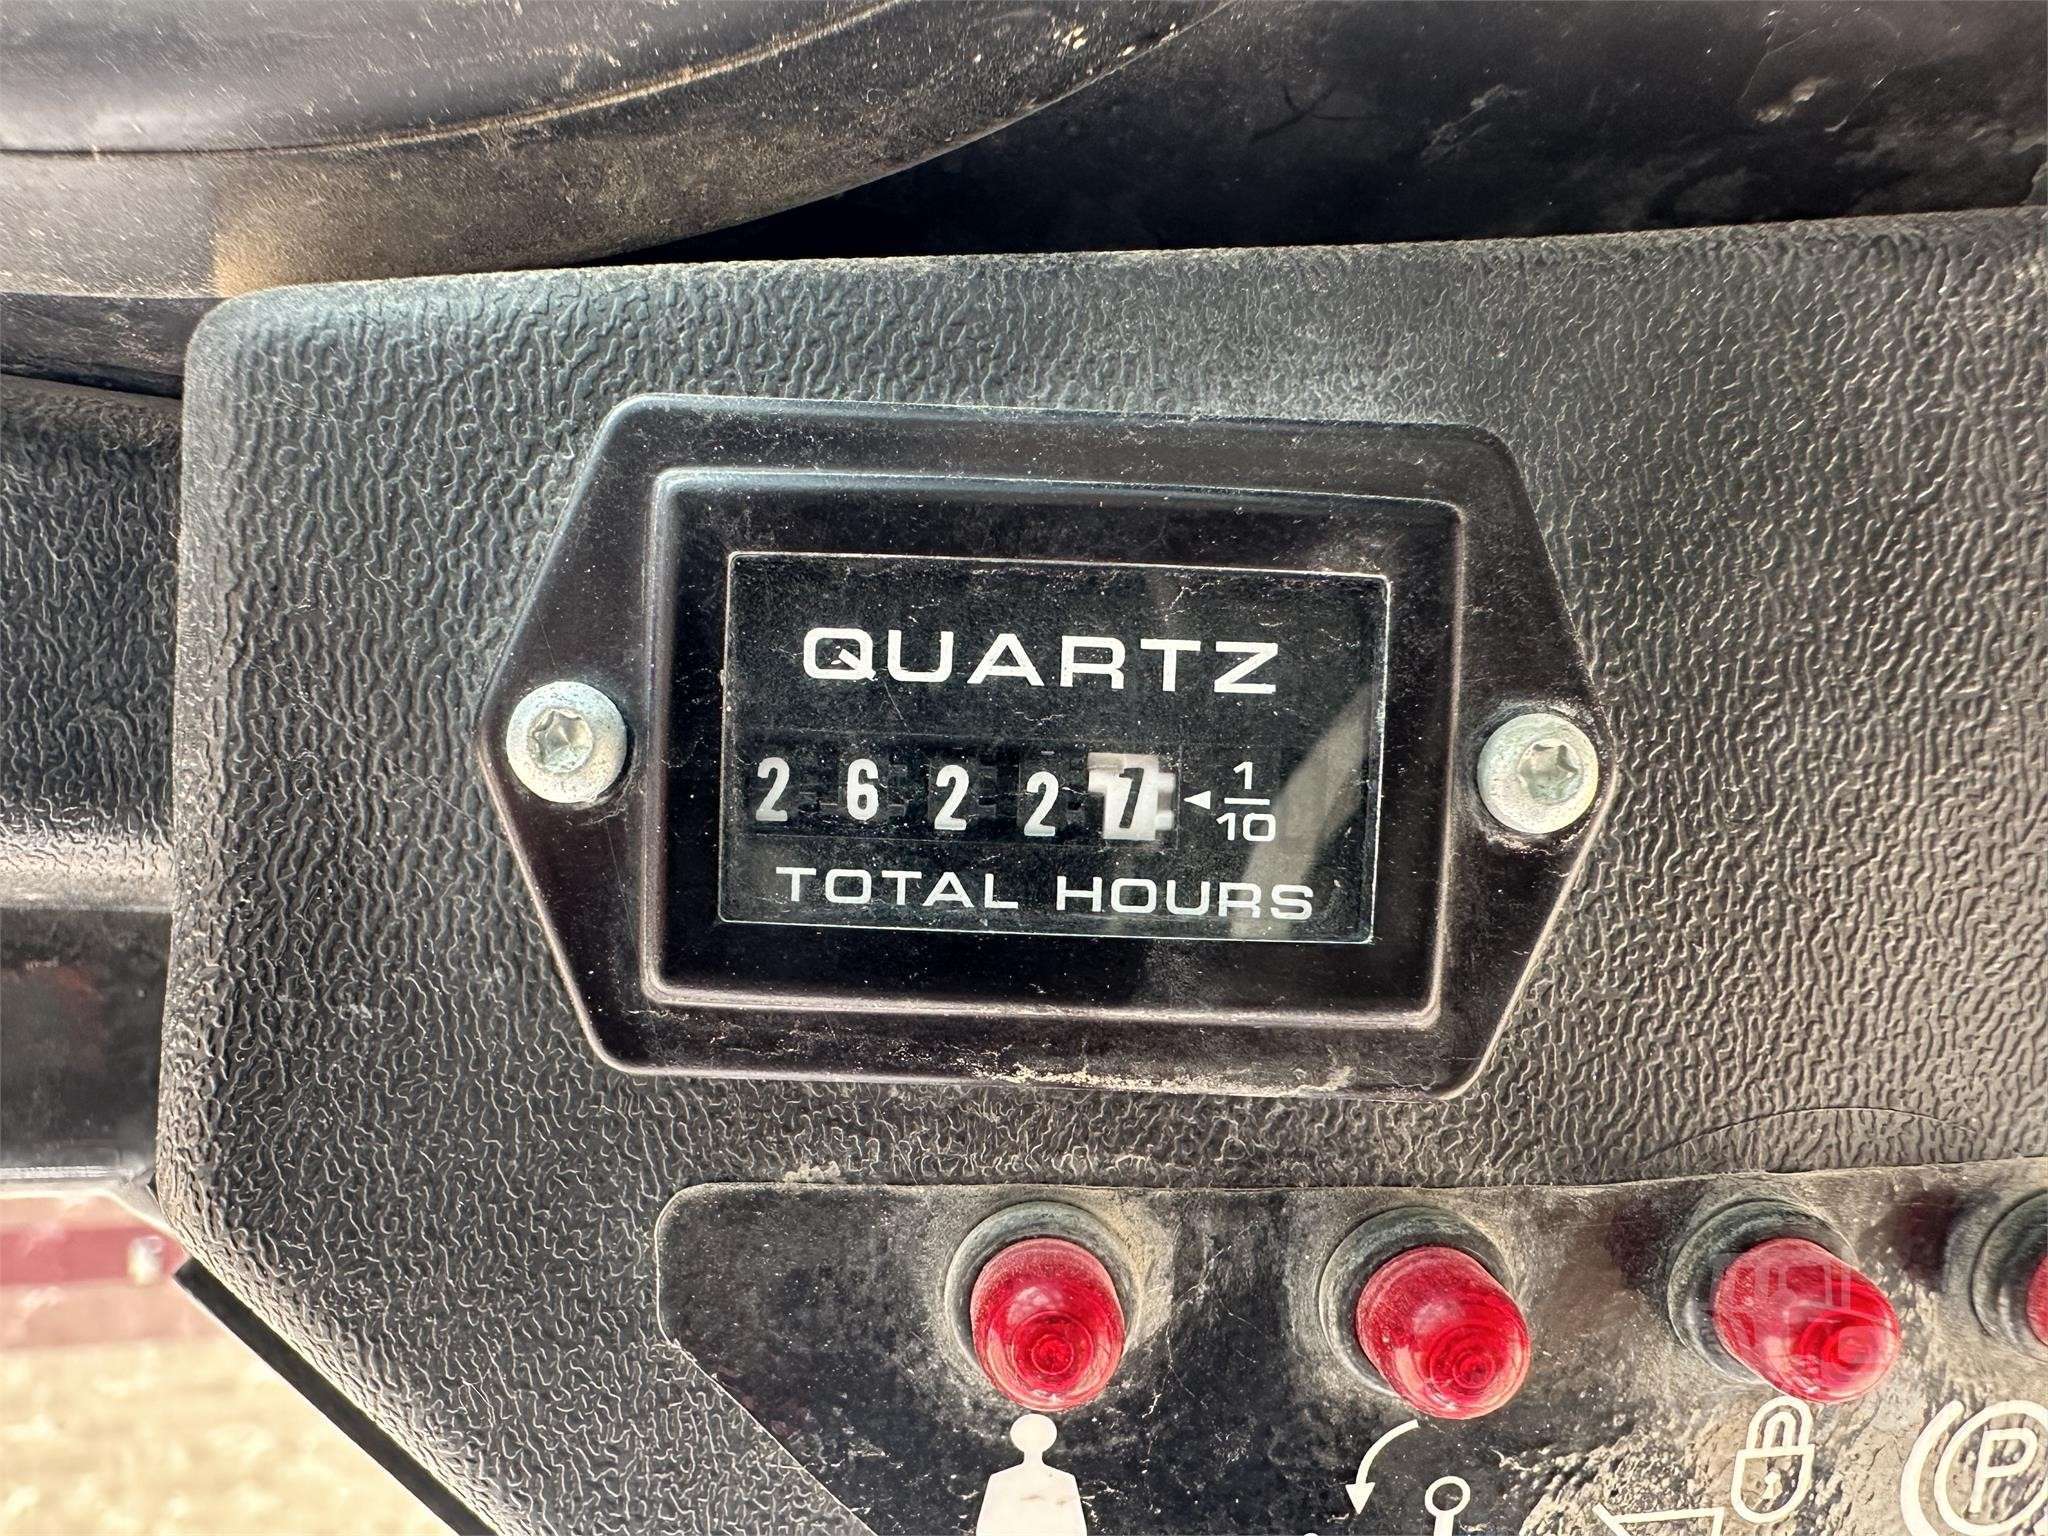 QUARTZ
2 6 2 2 7 ◄ 1/10
TOTAL HOURS
P